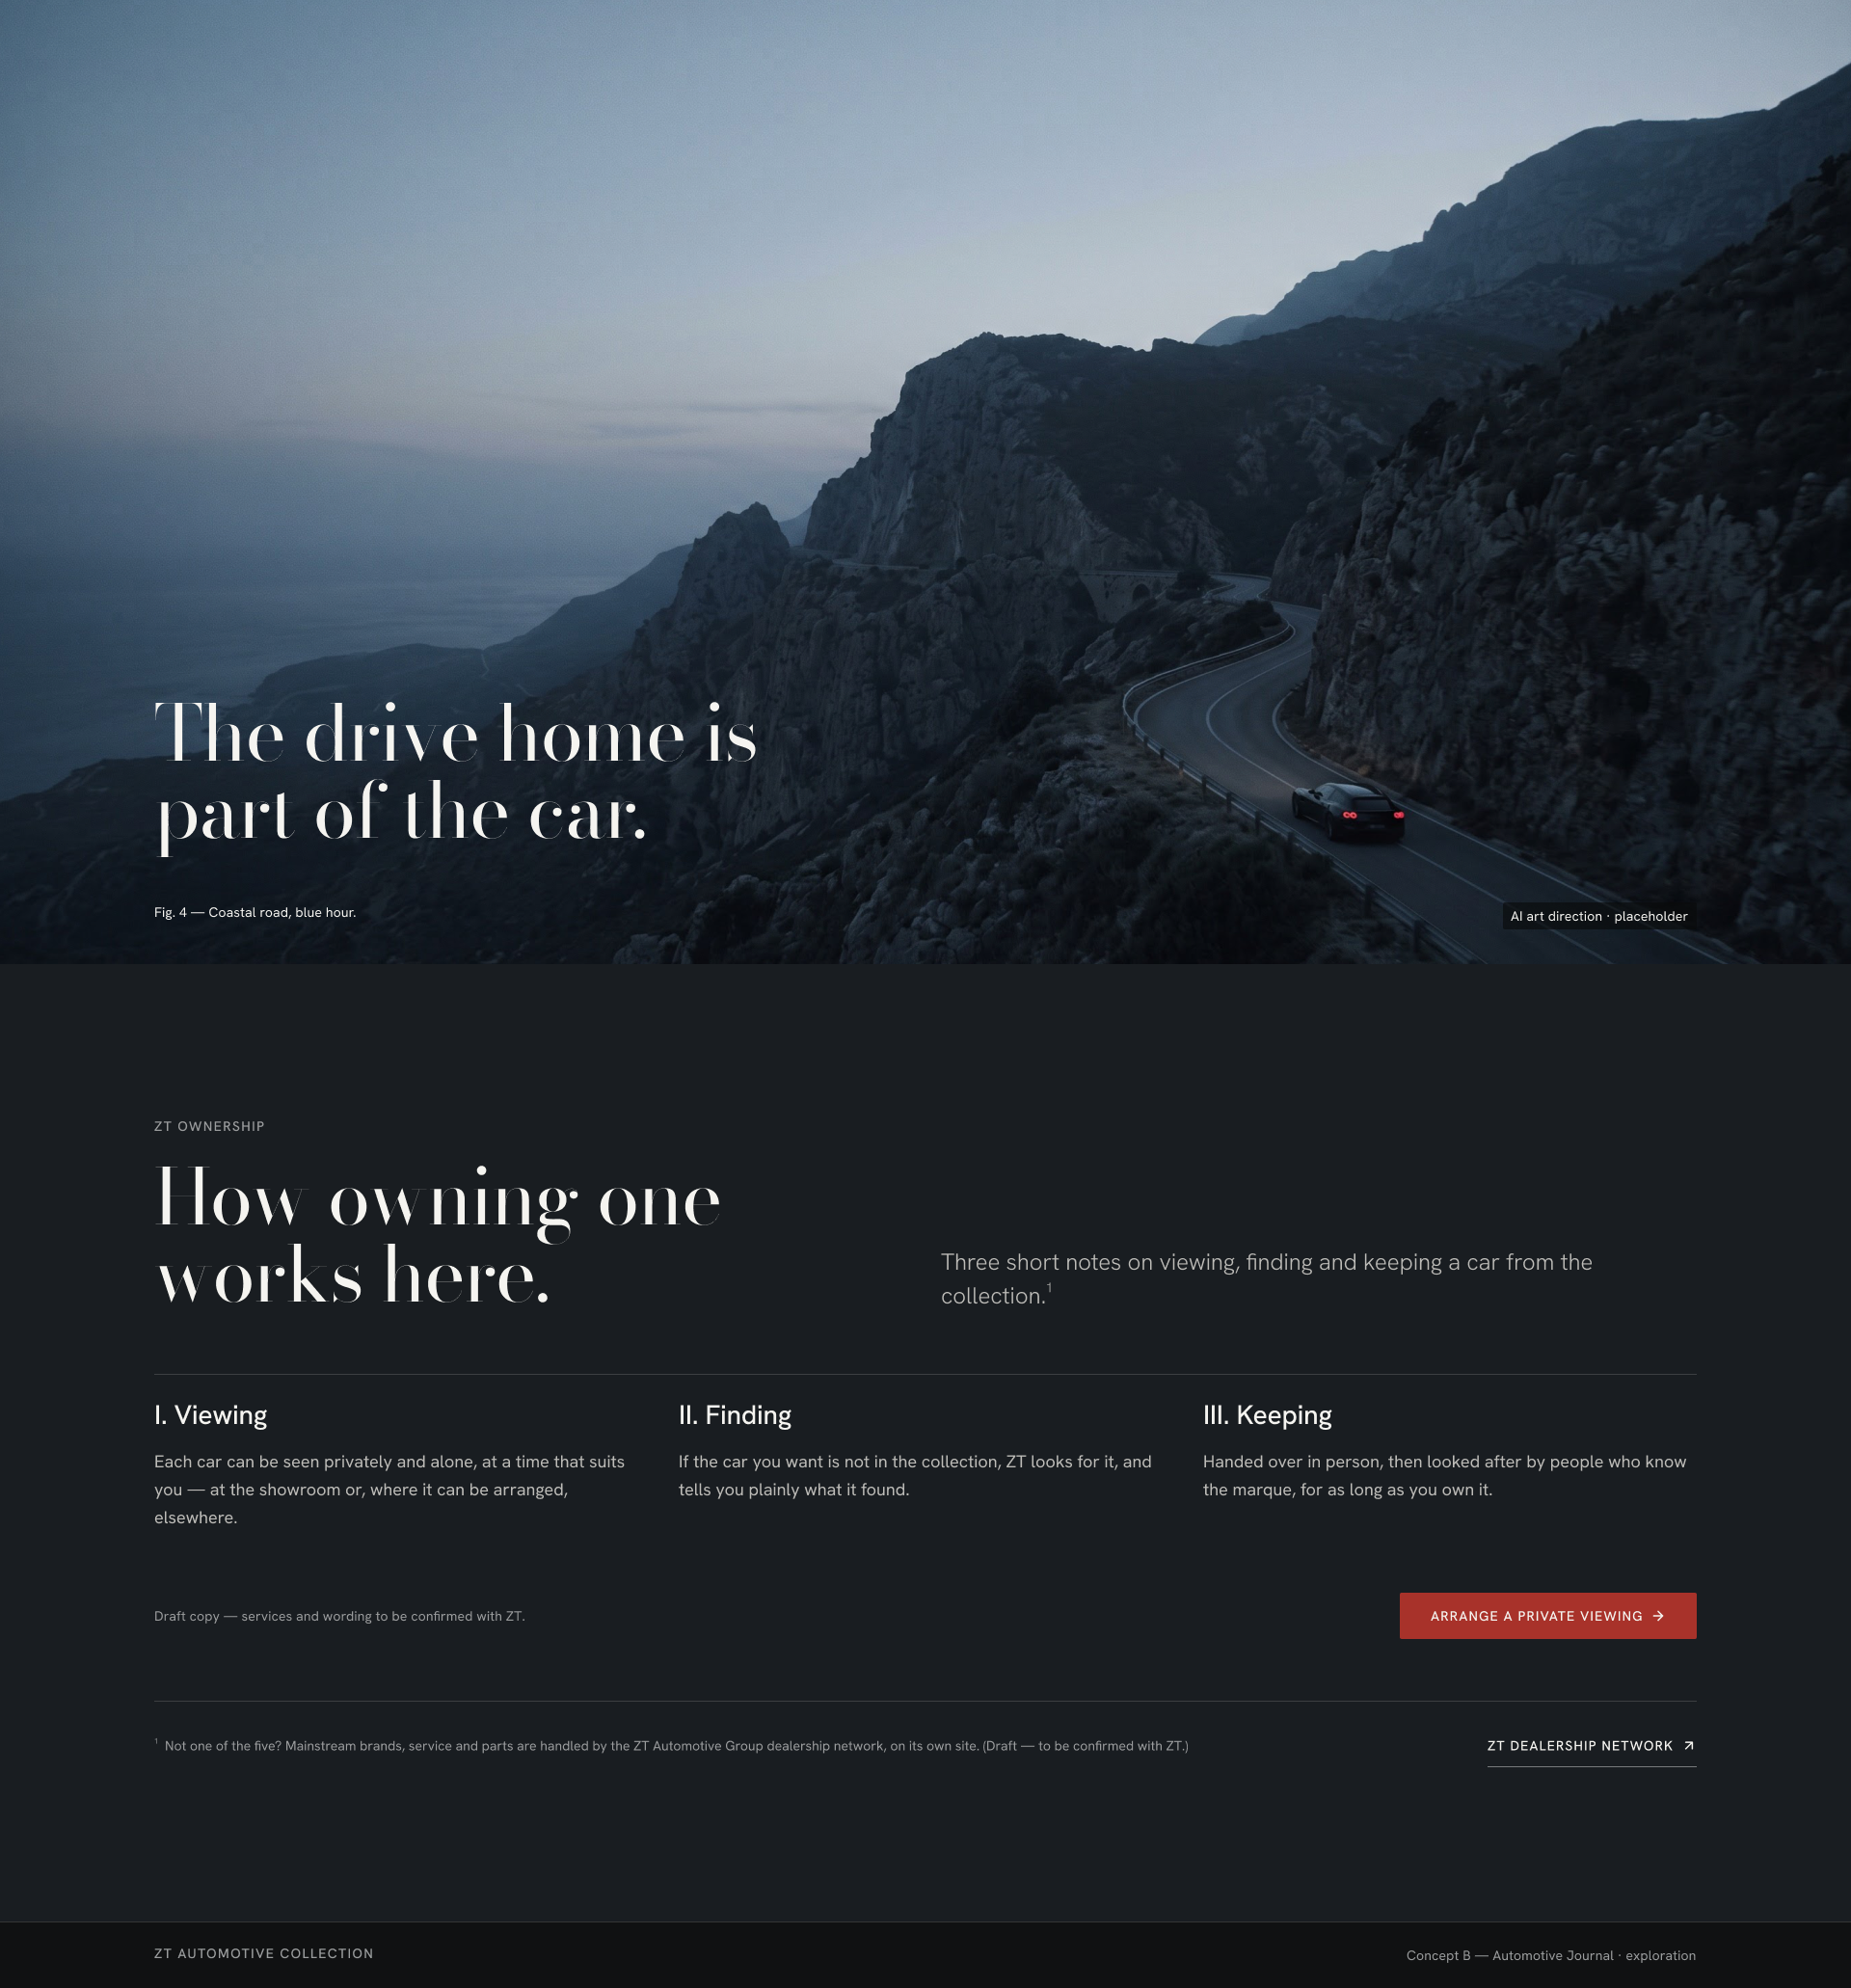 The drive home is
part of the car.
Fig. 4 — Coastal road, blue hour.
AI art direction · placeholder
ZT OWNERSHIP
How owning one
works here.
Three short notes on viewing, finding and keeping a car from the
collection.¹
I. Viewing
Each car can be seen privately and alone, at a time that suits
you — at the showroom or, where it can be arranged,
elsewhere.
II. Finding
If the car you want is not in the collection, ZT looks for it, and
tells you plainly what it found.
III. Keeping
Handed over in person, then looked after by people who know
the marque, for as long as you own it.
Draft copy — services and wording to be confirmed with ZT.
ARRANGE A PRIVATE VIEWING →
¹ Not one of the five? Mainstream brands, service and parts are handled by the ZT Automotive Group dealership network, on its own site. (Draft — to be confirmed with ZT.)
ZT DEALERSHIP NETWORK ↗
ZT AUTOMOTIVE COLLECTION
Concept B — Automotive Journal · exploration